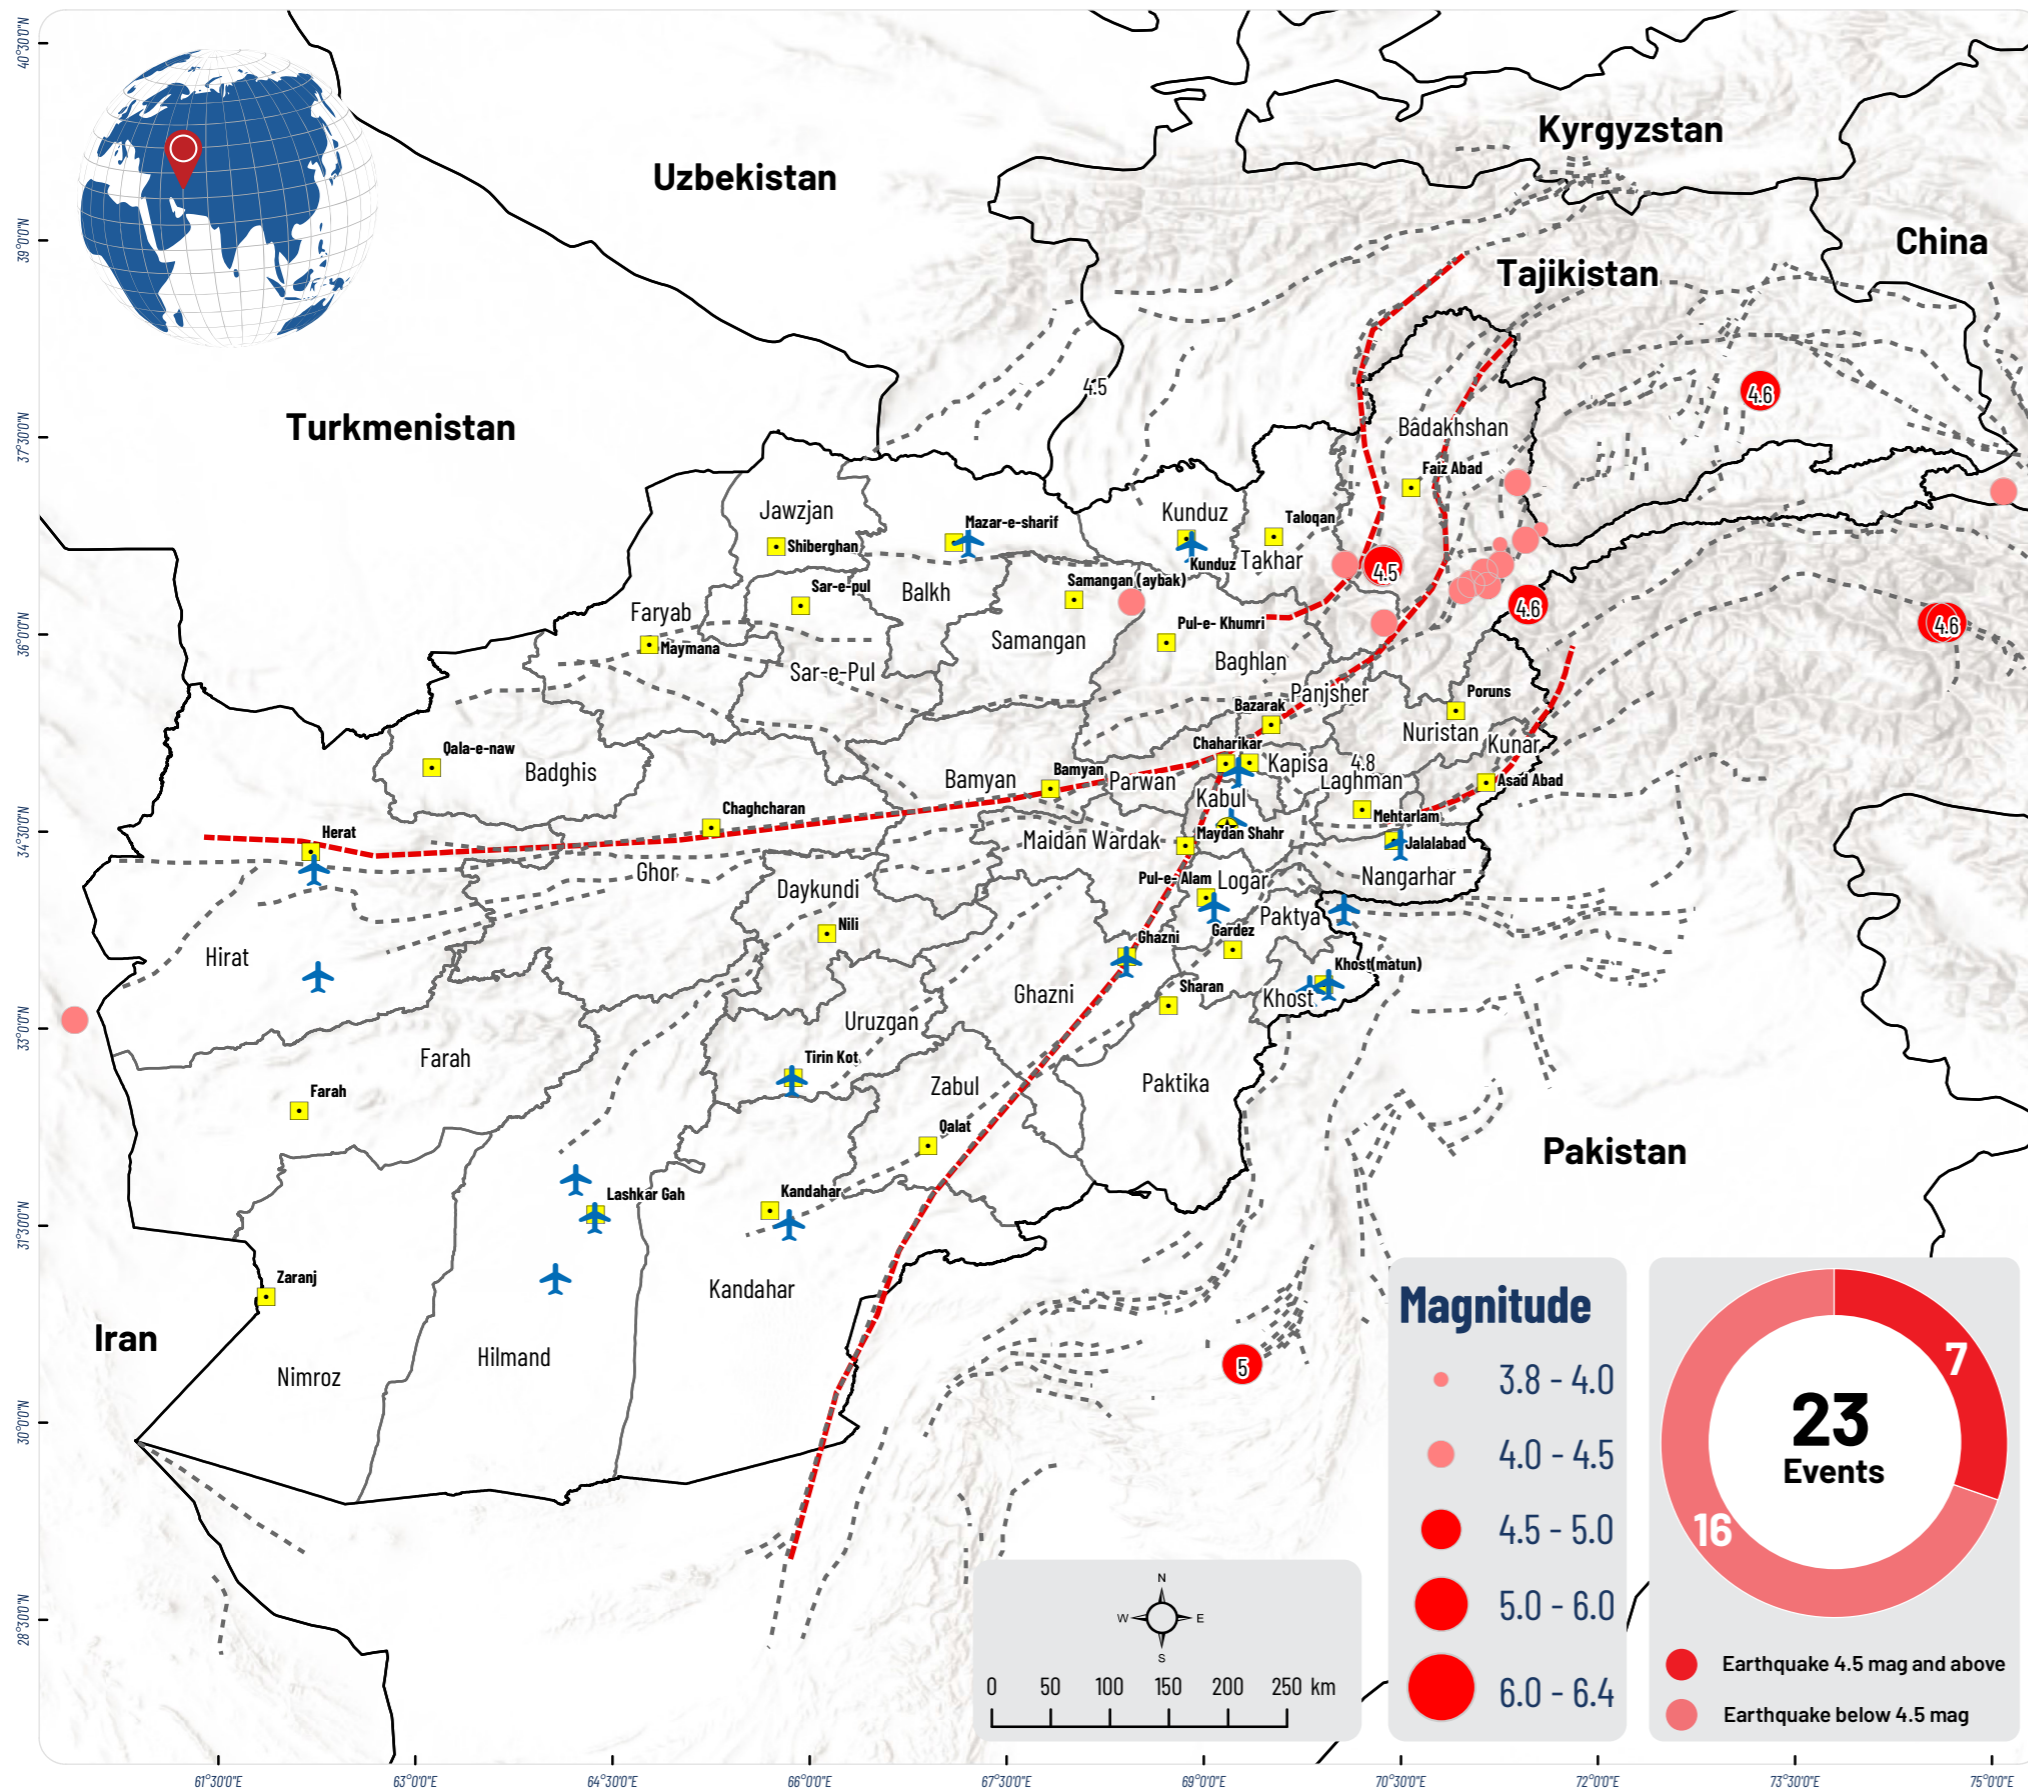 40°30'0"N
39°0'0"N
37°30'0"N
36°0'0"N
34°30'0"N
33°0'0"N
31°30'0"N
30°0'0"N
28°30'0"N
Kyrgyzstan
Uzbekistan
China
Tajikistan
4.5
4.6
Turkmenistan
Badakhshan
Faiz Abad
Jawzjan
Shiberghan
Mazar-e-sharif
Kunduz
Kunduz
Taloqan
Takhar
4.5
Sar-e-pul
Balkh
Samangan (aybak)
Faryab
Maymana
Samangan
Pul-e- Khumri
4.6
4.6
Sar-e-Pul
Baghlan
Panjsher
Bazarak
Poruns
Nuristan
Kunar
Qala-e-naw
Badghis
Chaharikar
Bamyan
Bamyan
Parwan
Kapisa
4.8
Laghman
Asad Abad
Kabul
Chaghcharan
Herat
Maidan Wardak
Maydan Shahr
Mehtarlam
Jalalabad
Ghor
Daykundi
Pul-e-Alam
Logar
Nangarhar
Nili
Paktya
Gardez
Ghazni
Hirat
Khost(matun)
Ghazni
Sharan
Khost
Uruzgan
Farah
Tirin Kot
Zabul
Paktika
Farah
Qalat
Pakistan
Lashkar Gah
Kandahar
Zaranj
Kandahar
Iran
Hilmand
Nimroz
5
Magnitude
3.8 - 4.0
4.0 - 4.5
4.5 - 5.0
5.0 - 6.0
6.0 - 6.4
7
23
Events
16
Earthquake 4.5 mag and above
Earthquake below 4.5 mag
N
W E
S
0 50 100 150 200 250 km
61°30'0"E 63°0'0"E 64°30'0"E 66°0'0"E 67°30'0"E 69°0'0"E 70°30'0"E 72°0'0"E 73°30'0"E 75°0'0"E